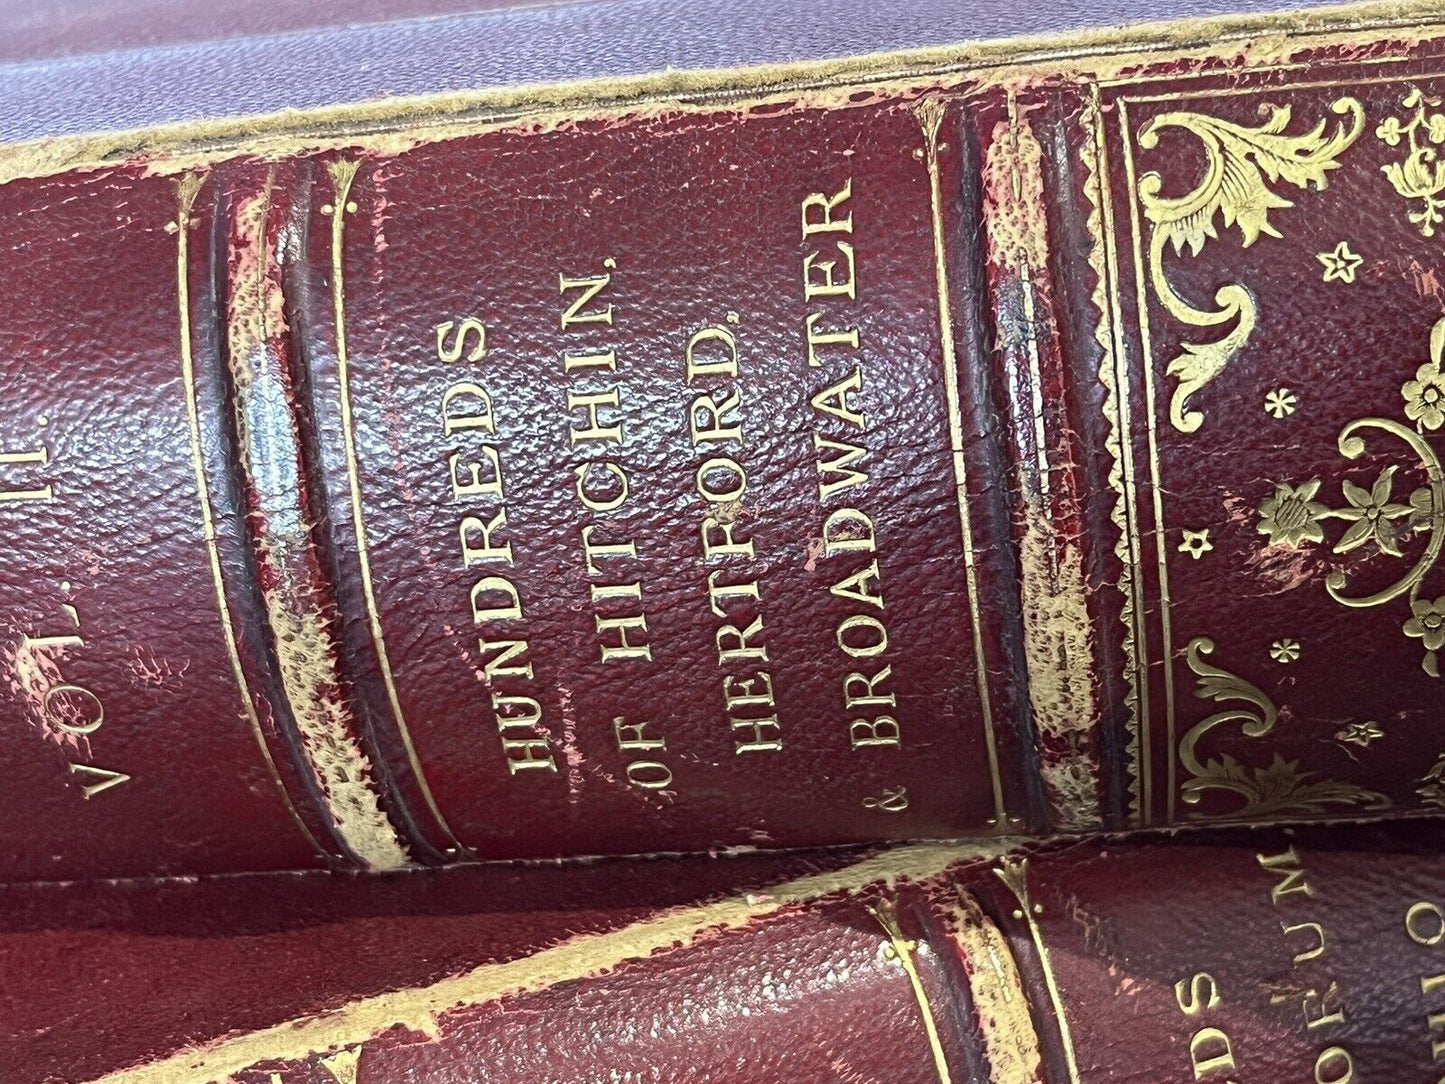 HUNDREDS
OF HITCHIN,
HERTFORD,
& BROADWATER
VOL. II.